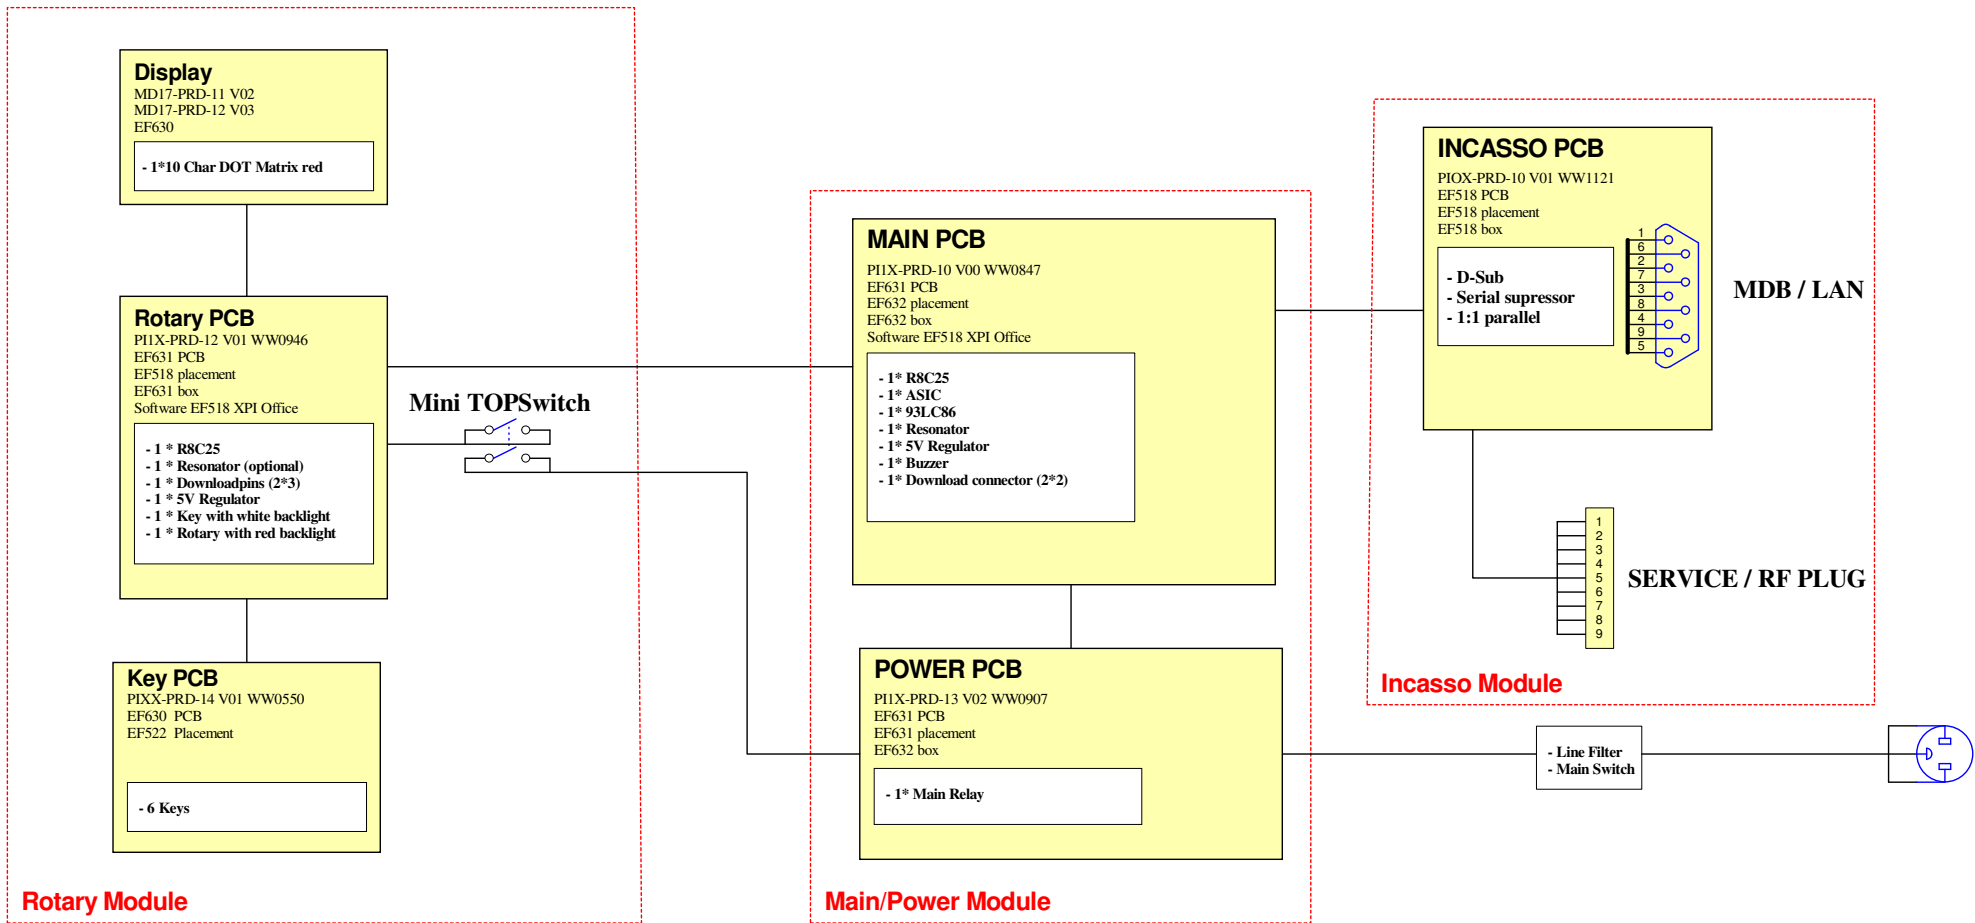 Display
MD17-PRD-11 V02
MD17-PRD-12 V03
EF630
- 1*10 Char DOT Matrix red
Rotary PCB
PI1X-PRD-12 V01 WW0946
EF631 PCB
EF518 placement
EF631 box
Software EF518 XPI Office
- 1 * R8C25
- 1 * Resonator (optional)
- 1 * Downloadpins (2*3)
- 1 * 5V Regulator
- 1 * Key with white backlight
- 1 * Rotary with red backlight
Mini TOPSwitch
Key PCB
PIXX-PRD-14 V01 WW0550
EF630 PCB
EF522 Placement
- 6 Keys
Rotary Module
MAIN PCB
PI1X-PRD-10 V00 WW0847
EF631 PCB
EF632 placement
EF632 box
Software EF518 XPI Office
- 1* R8C25
- 1* ASIC
- 1* 93LC86
- 1* Resonator
- 1* 5V Regulator
- 1* Buzzer
- 1* Download connector (2*2)
POWER PCB
PI1X-PRD-13 V02 WW0907
EF631 PCB
EF631 placement
EF632 box
- 1* Main Relay
Main/Power Module
INCASSO PCB
PIOX-PRD-10 V01 WW1121
EF518 PCB
EF518 placement
EF518 box
- D-Sub
- Serial supressor
- 1:1 parallel
1
6
2
7
3
8
4
9
5
MDB / LAN
1
2
3
4
5
6
7
8
9
SERVICE / RF PLUG
Incasso Module
- Line Filter
- Main Switch